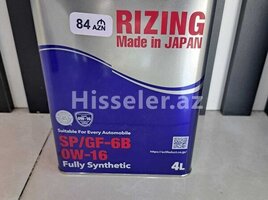 84 AZN
RIZING
Made in JAPAN
Hisseler.az
Suitable For Every Automobile
SP/GF-6B
0W-16
Fully Synthetic
4L